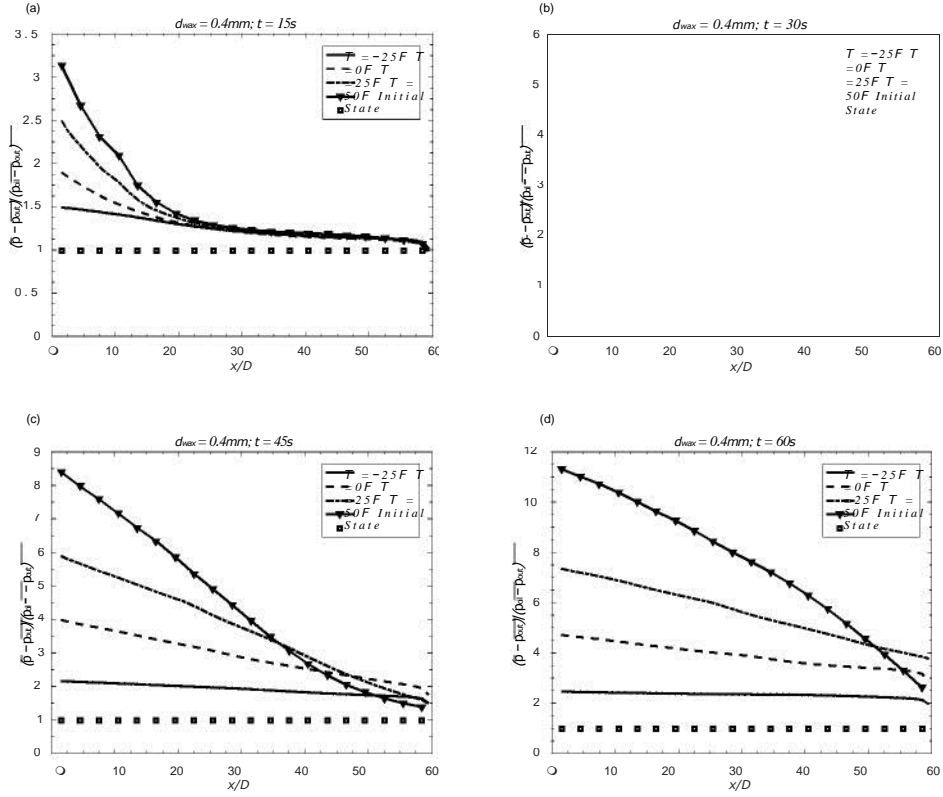 (a)
dwax = 0.4mm; t = 15s
3.5
3
2.5
2
1.5
1
0.5
0
0 10 20 30 40 50 60
x/D
T = -25F T
=0F T
=25F T =
50F Initial
State
(b)
dwax = 0.4mm; t = 30s
6
5
4
3
2
1
0
0 10 20 30 40 50 60
x/D
T = -25F T
=0F T
=25F T =
50F Initial
State
(c)
dwax = 0.4mm; t = 45s
9
8
7
6
5
4
3
2
1
0
0 10 20 30 40 50 60
x/D
T = -25F T
=0F T
=25F T =
50F Initial
State
(d)
dwax = 0.4mm; t = 60s
12
10
8
6
4
2
0
0 10 20 30 40 50 60
x/D
T = -25F T
=0F T
=25F T =
50F Initial
State